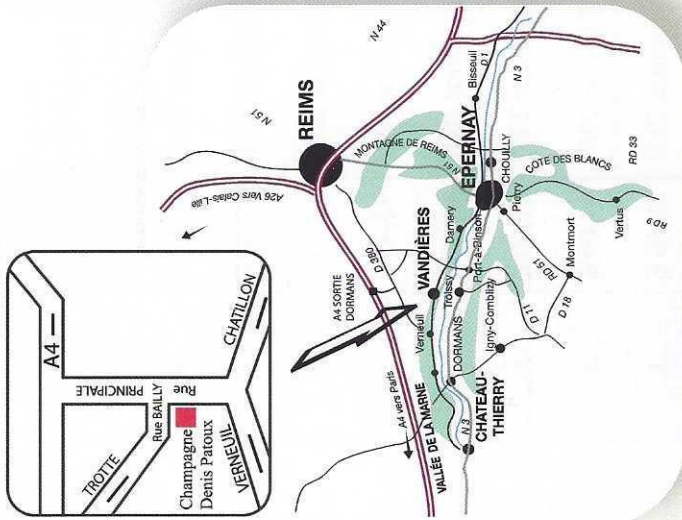 A4
TROTTE
PRINCIPALE
Rue
Rue BAILLY
CHATILLON
Champagne
Denis Patoux
VERNEUIL
N 44
N 51
REIMS
A26 Vers Calais-Lille
MONTAGNE DE REIMS
N 51
Bisseuil
D 1
N 3
EPERNAY
CHOUILLY
COTE DES BLANCS
RD 33
Pierry
Vertus
RD 9
A4 SORTIE
DORMANS
D 380
VANDIÈRES
Damery
Port-à-Binson
RD 51
Montmort
Troissy
Verneuil
DORMANS
Igny-Comblizy
D 11
D 18
A4 vers Paris
VALLÉE DE LA MARNE
N3
CHATEAU-
THIERRY